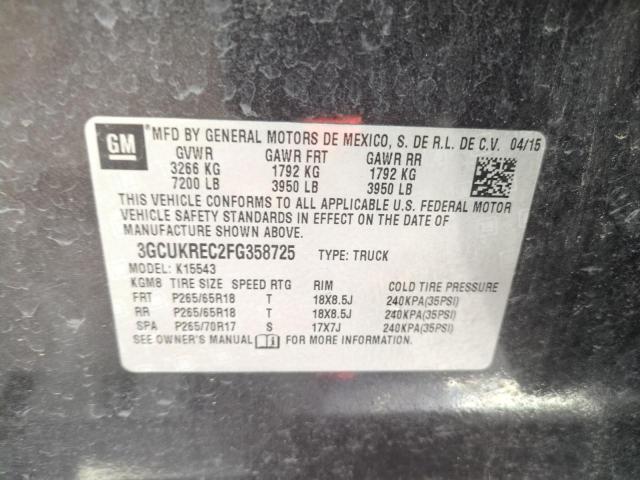 GM
MFD BY GENERAL MOTORS DE MEXICO, S. DE R.L. DE C.V. 04/15
GVWR GAWR FRT GAWR RR
3266 KG 1792 KG 1792 KG
7200 LB 3950 LB 3950 LB
THIS VEHICLE CONFORMS TO ALL APPLICABLE U.S. FEDERAL MOTOR
VEHICLE SAFETY STANDARDS IN EFFECT ON THE DATE OF
MANUFACTURE SHOWN ABOVE.
3GCUKREC2FG358725 TYPE: TRUCK
MODEL: K15543
KGM8 TIRE SIZE SPEED RTG RIM COLD TIRE PRESSURE
FRT P265/65R18 T 18X8.5J 240KPA(35PSI)
RR P265/65R18 T 18X8.5J 240KPA(35PSI)
SPA P265/70R17 S 17X7J 240KPA(35PSI)
SEE OWNER'S MANUAL FOR MORE INFORMATION.